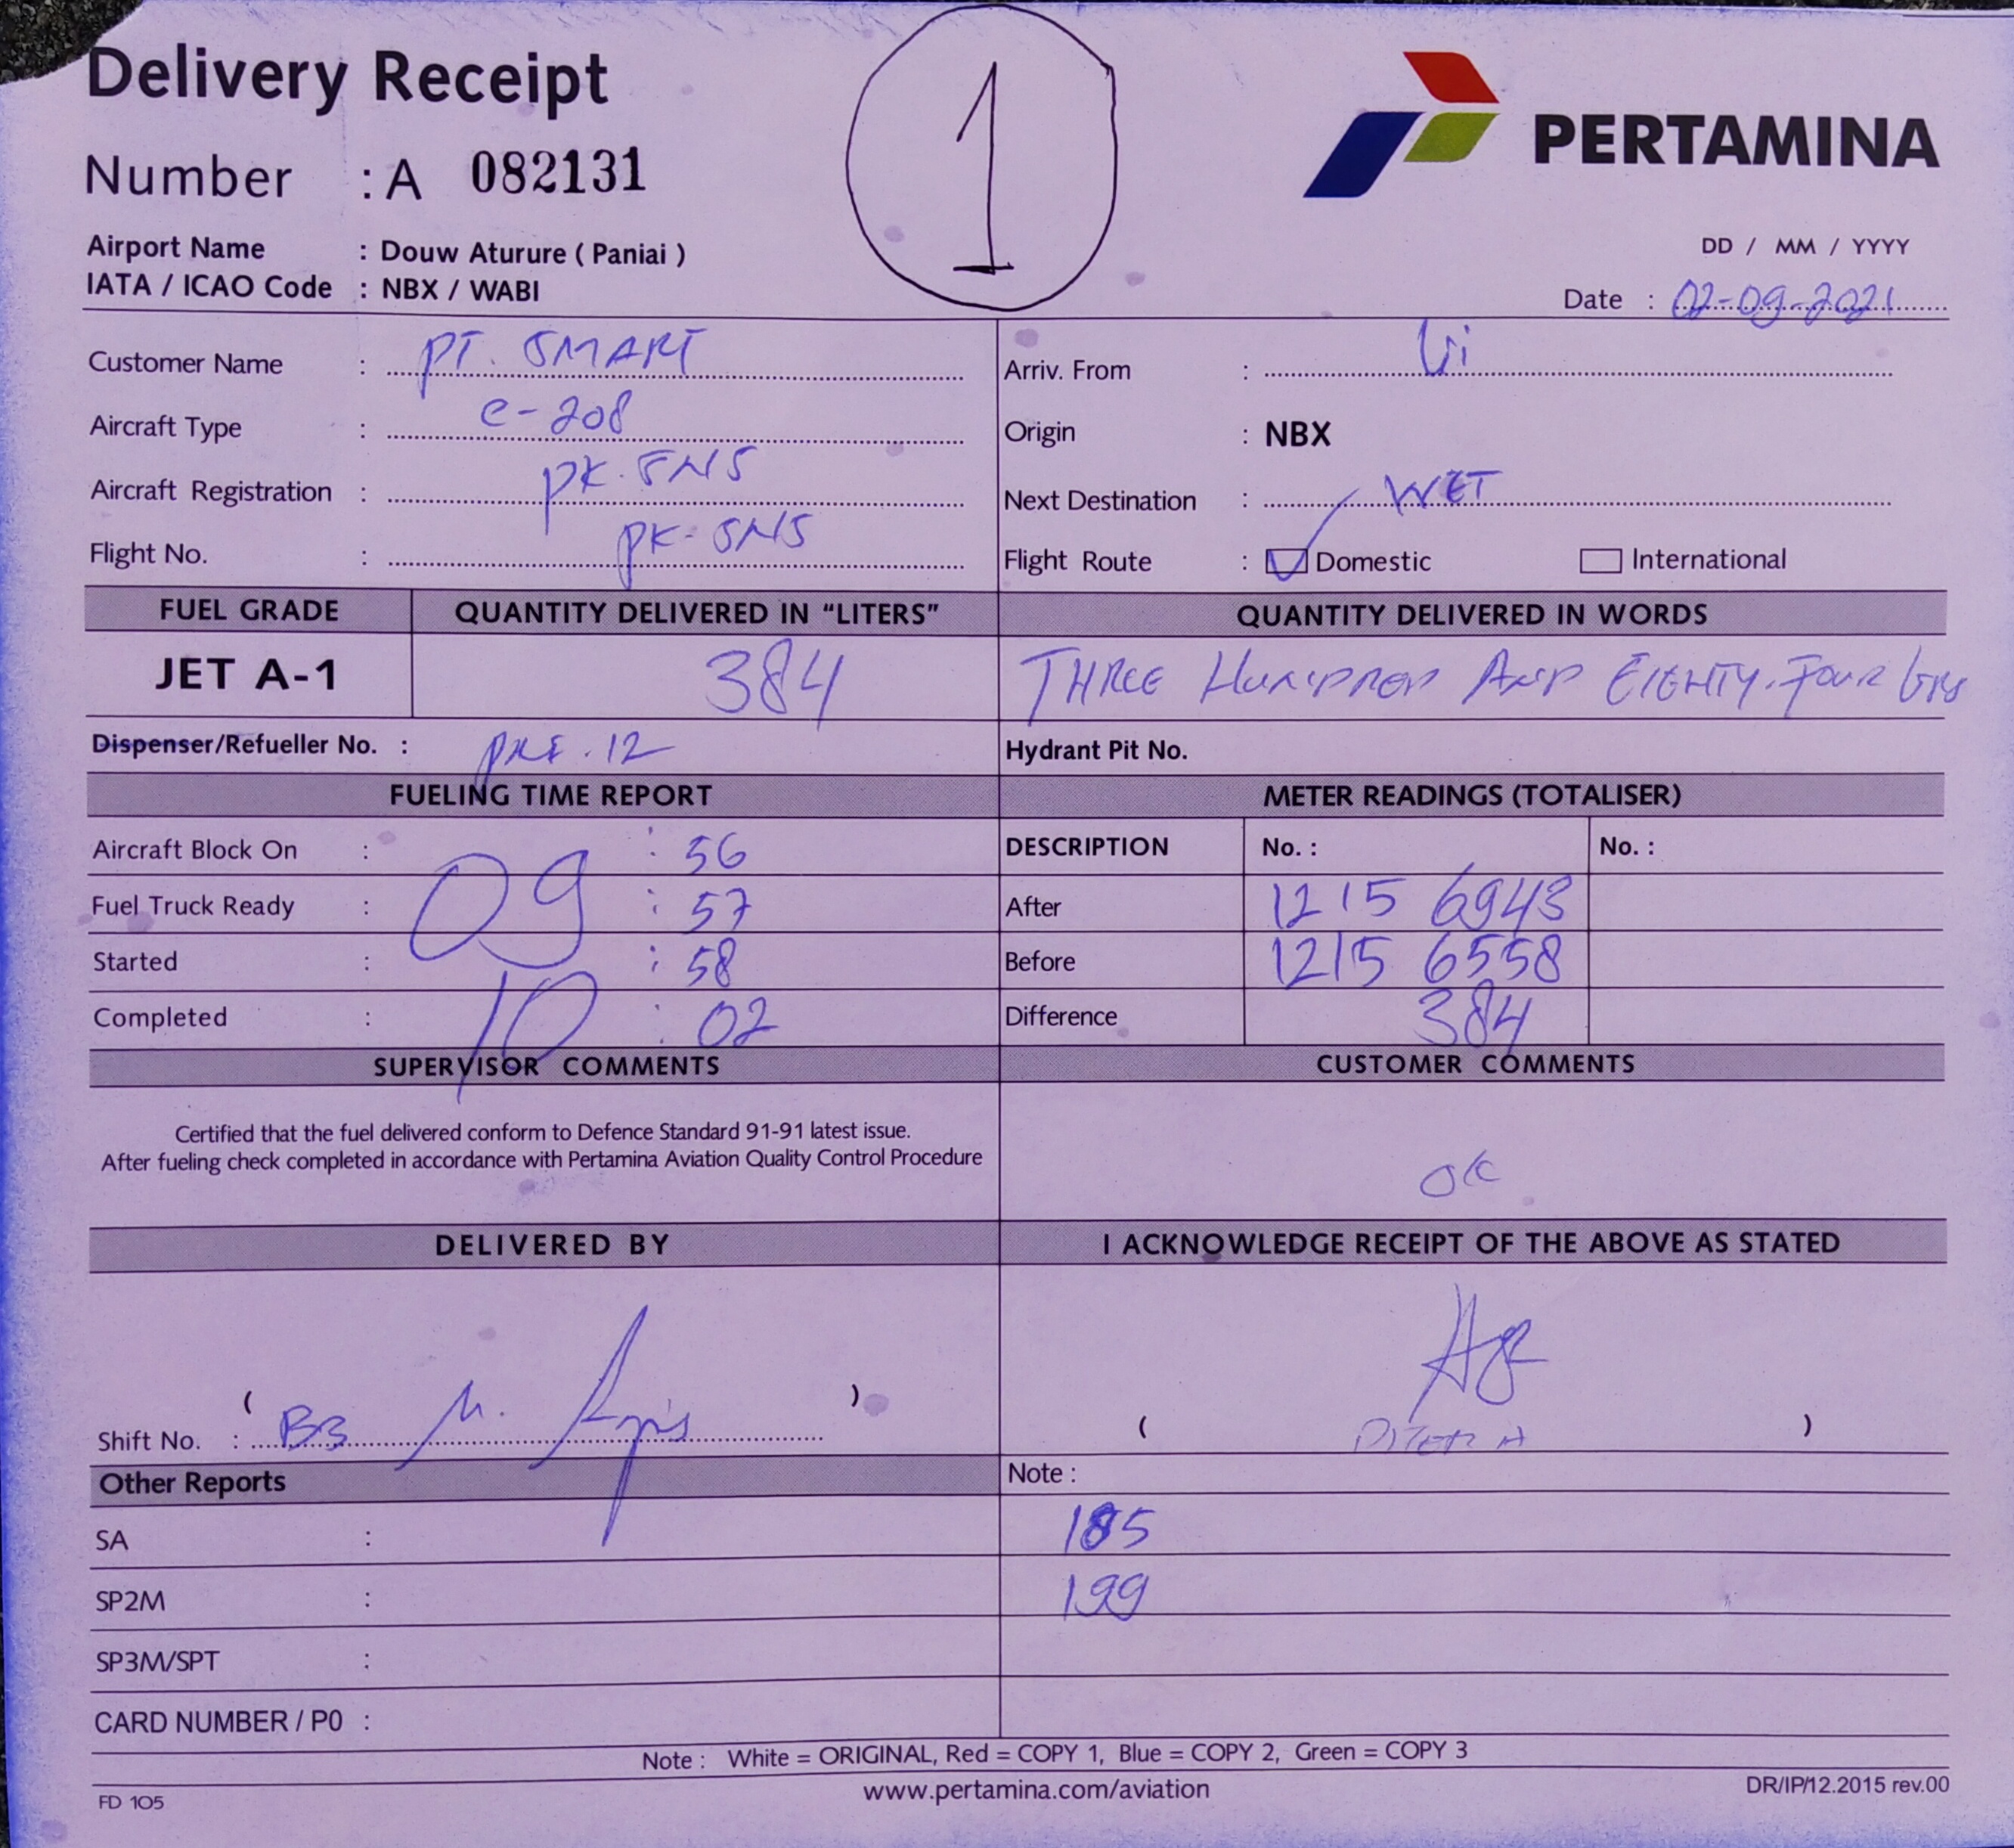 Delivery Receipt
1
PERTAMINA
Number : A 082131
Airport Name : Douw Aturure ( Paniai )
IATA / ICAO Code : NBX / WABI
DD / MM / YYYY
Date : 02-09-2021
Customer Name : PT. SMART
Aircraft Type : C-208
Aircraft Registration : PK-SNS
Flight No. : PK-SNS
Arriv. From :
Origin : NBX
Next Destination : WET
Flight Route : Domestic International
FUEL GRADE QUANTITY DELIVERED IN “LITERS” QUANTITY DELIVERED IN WORDS
JET A-1 384 THREE HUNDRED AND EIGHTY-FOUR
Dispenser/Refueller No. : 12 Hydrant Pit No.
FUELING TIME REPORT METER READINGS (TOTALISER)
Aircraft Block On : 09 : 56
Fuel Truck Ready : : 57
Started : : 58
Completed : 10 : 02
DESCRIPTION No. : No. :
After 1215 6943
Before 1215 6558
Difference 384
SUPERVISOR COMMENTS
Certified that the fuel delivered conform to Defence Standard 91-91 latest issue.
After fueling check completed in accordance with Pertamina Aviation Quality Control Procedure
CUSTOMER COMMENTS
OK
DELIVERED BY
( )
Shift No. : B3 M.
I ACKNOWLEDGE RECEIPT OF THE ABOVE AS STATED
( )
Other Reports
SA :
SP2M :
SP3M/SPT :
CARD NUMBER / P0 :
Note :
185
199
Note : White = ORIGINAL, Red = COPY 1, Blue = COPY 2, Green = COPY 3
www.pertamina.com/aviation
FD 105
DR/IP/12.2015 rev.00